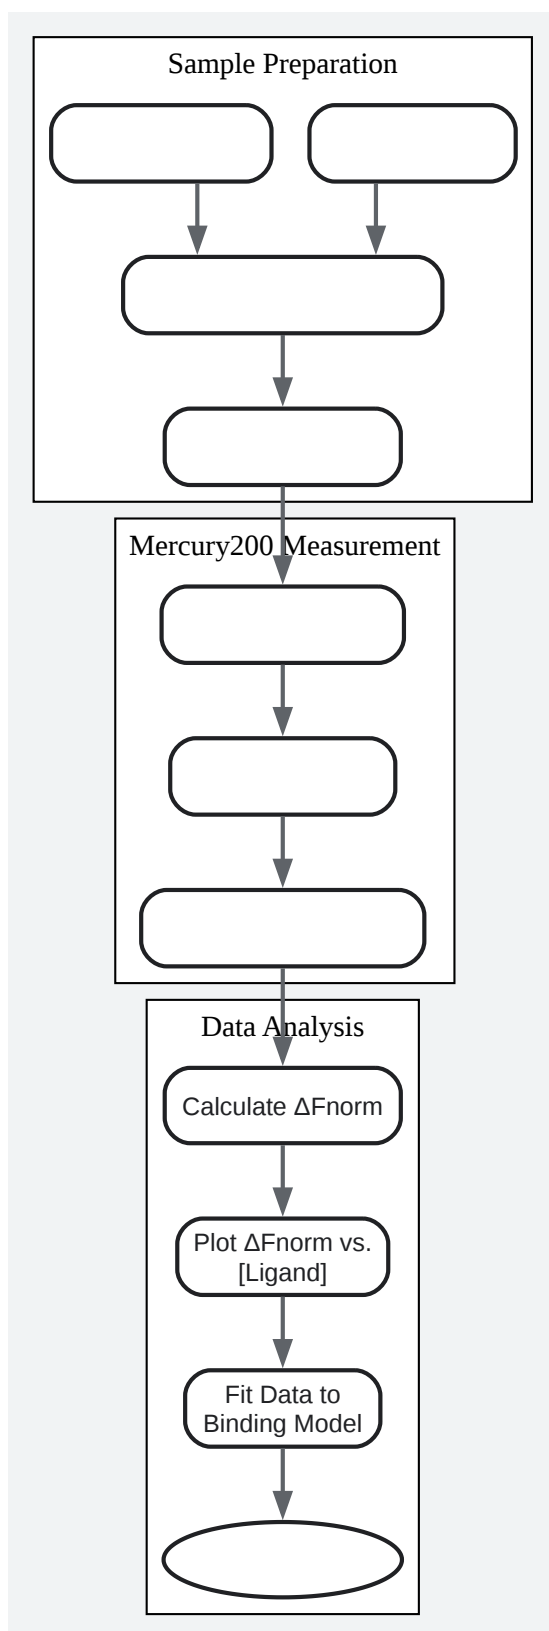 Sample Preparation
Mercury200 Measurement
Data Analysis
Calculate ΔFnorm
Plot ΔFnorm vs.
[Ligand]
Fit Data to
Binding Model